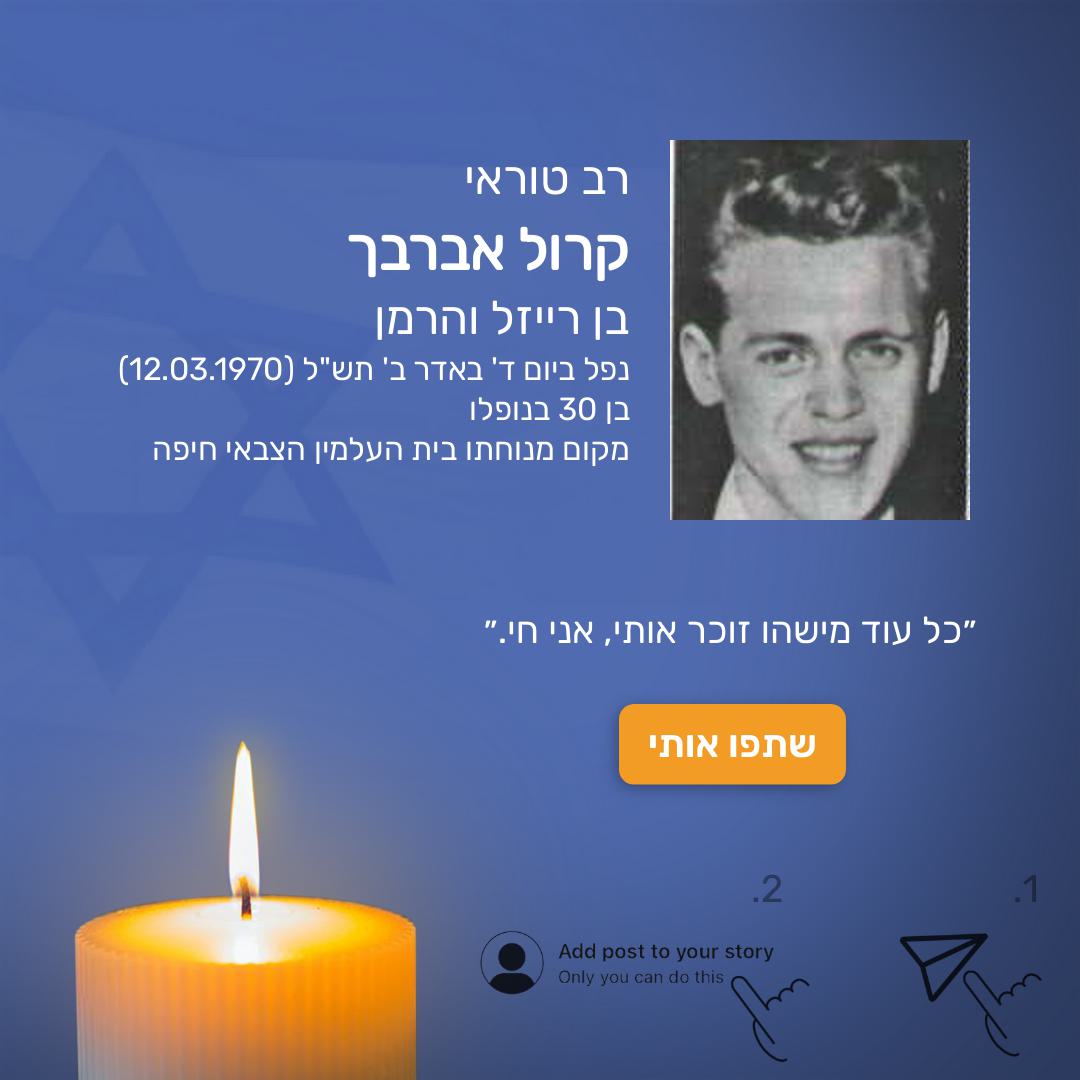 רב טוראי
קרול אברבך
בן רייזל והרמן
נפל ביום ד' באדר ב' תש"ל (12.03.1970)
בן 30 בנופלו
מקום מנוחתו בית העלמין הצבאי חיפה
״כל עוד מישהו זוכר אותי, אני חי.״
שתפו אותי
1.
2.
Add post to your story
Only you can do this